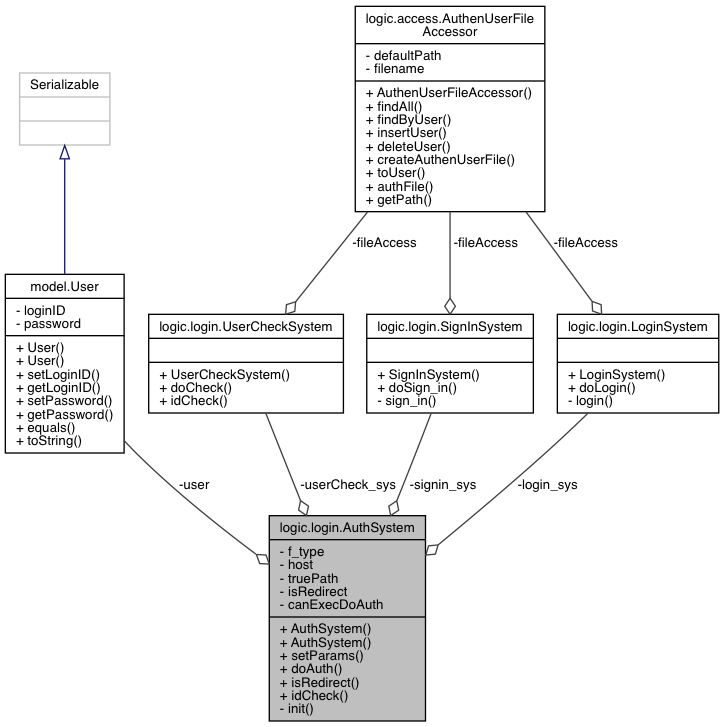 logic.access.AuthenUserFile
Accessor
- defaultPath
- filename
+ AuthenUserFileAccessor()
+ findAll()
+ findByUser()
+ insertUser()
+ deleteUser()
+ createAuthenUserFile()
+ toUser()
+ authFile()
+ getPath()
Serializable
-fileAccess
-fileAccess
-fileAccess
model.User
- loginID
- password
+ User()
+ User()
+ setLoginID()
+ getLoginID()
+ setPassword()
+ getPassword()
+ equals()
+ toString()
logic.login.UserCheckSystem
+ UserCheckSystem()
+ doCheck()
+ idCheck()
logic.login.SignInSystem
+ SignInSystem()
+ doSign_in()
- sign_in()
logic.login.LoginSystem
+ LoginSystem()
+ doLogin()
- login()
-user
-userCheck_sys
-signin_sys
-login_sys
logic.login.AuthSystem
- f_type
- host
- truePath
- isRedirect
- canExecDoAuth
+ AuthSystem()
+ AuthSystem()
+ setParams()
+ doAuth()
+ isRedirect()
+ idCheck()
- init()